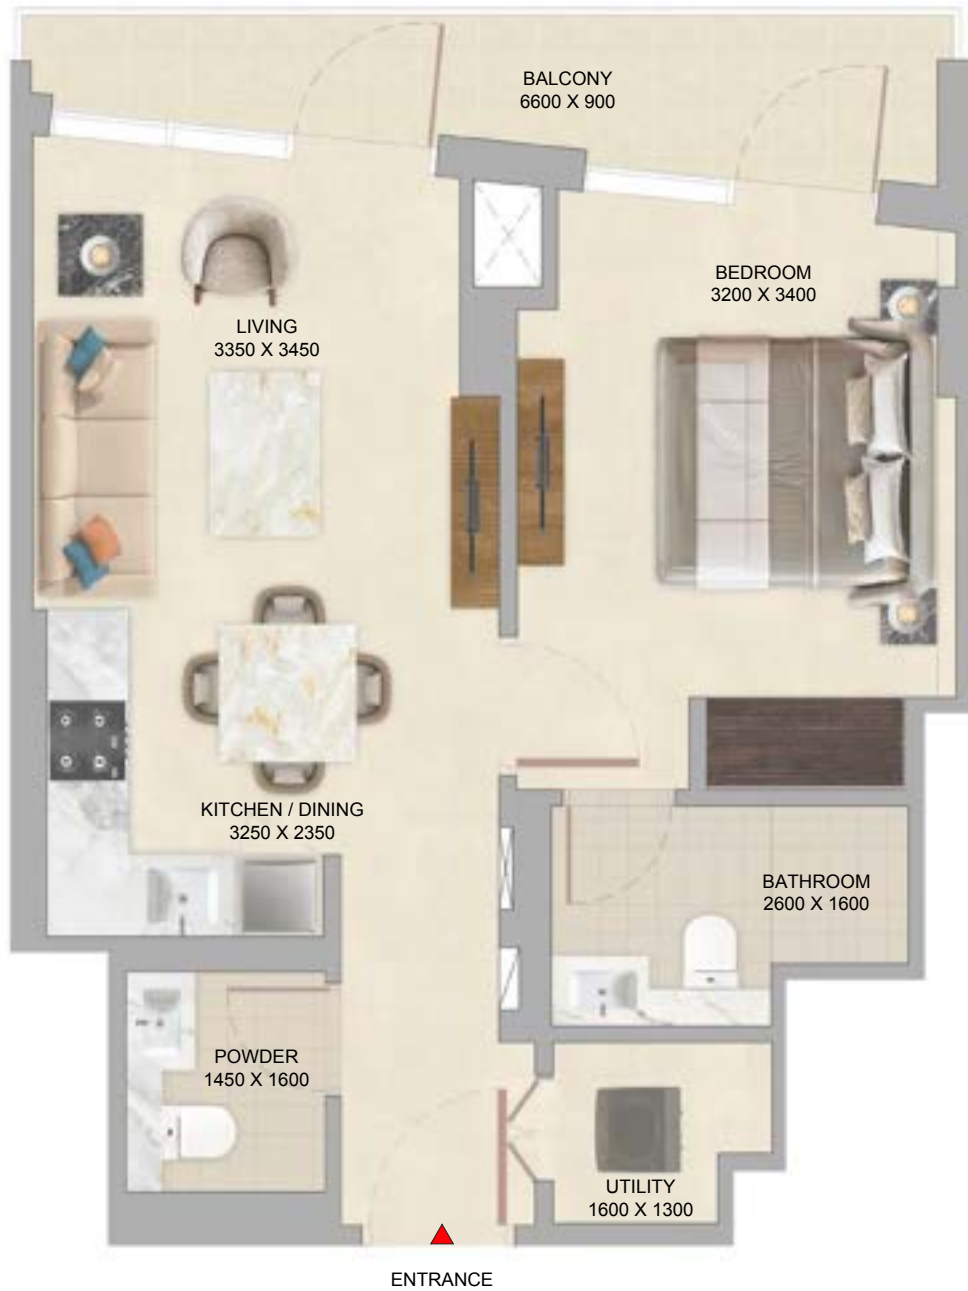 BALCONY
6600 X 900
BEDROOM
3200 X 3400
LIVING
3350 X 3450
KITCHEN / DINING
3250 X 2350
BATHROOM
2600 X 1600
POWDER
1450 X 1600
UTILITY
1600 X 1300
ENTRANCE